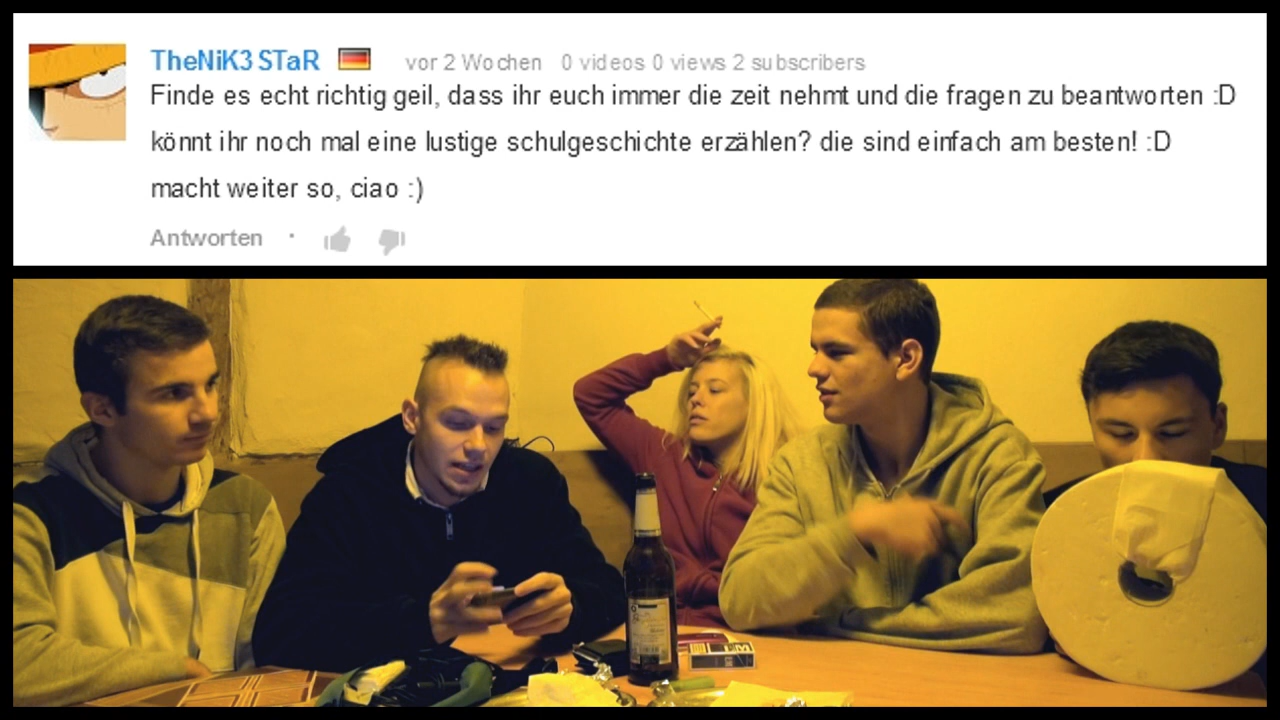 TheNiK3 STaR vor 2 Wochen 0 videos 0 views 2 subscribers
Finde es echt richtig geil, dass ihr euch immer die zeit nehmt und die fragen zu beantworten :D
könnt ihr noch mal eine lustige schulgeschichte erzählen? die sind einfach am besten! :D
macht weiter so, ciao :)
Antworten ·